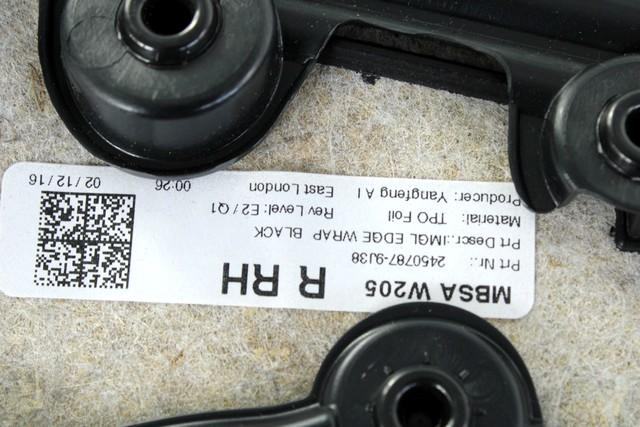 MBSA W205 R RH
Prt Nr.: 2450787-9J38
Prt Descr.:IMGL EDGE WRAP BLACK
Material: TPO Foil Rev Level: E2 / Q1
Producer: Yangfeng A I East London 00:26 02 / 12 / 16